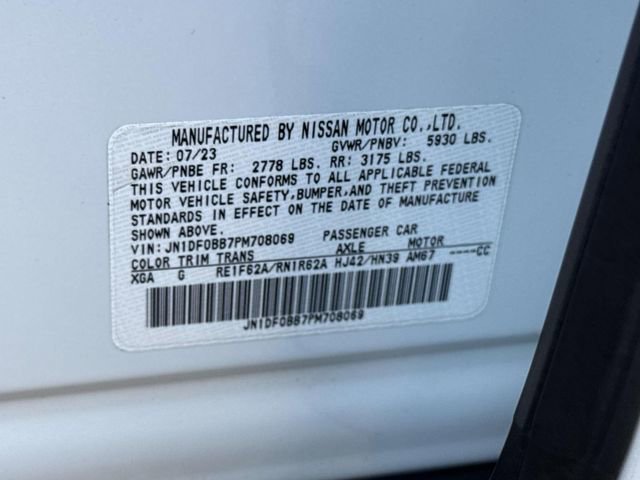 MANUFACTURED BY NISSAN MOTOR CO.,LTD.
DATE: 07/23 GVWR/PNBV: 5930 LBS.
GAWR/PNBE FR: 2778 LBS. RR: 3175 LBS.
THIS VEHICLE CONFORMS TO ALL APPLICABLE FEDERAL
MOTOR VEHICLE SAFETY,BUMPER,AND THEFT PREVENTION
STANDARDS IN EFFECT ON THE DATE OF MANUFACTURE
SHOWN ABOVE.
VIN: JN1DF0BB7PM708069 PASSENGER CAR
COLOR TRIM TRANS AXLE MOTOR
XGA G RE1F62A/RN1R62A HJ42/HN39 AM67 ----CC
JN1DF0BB7PM708069